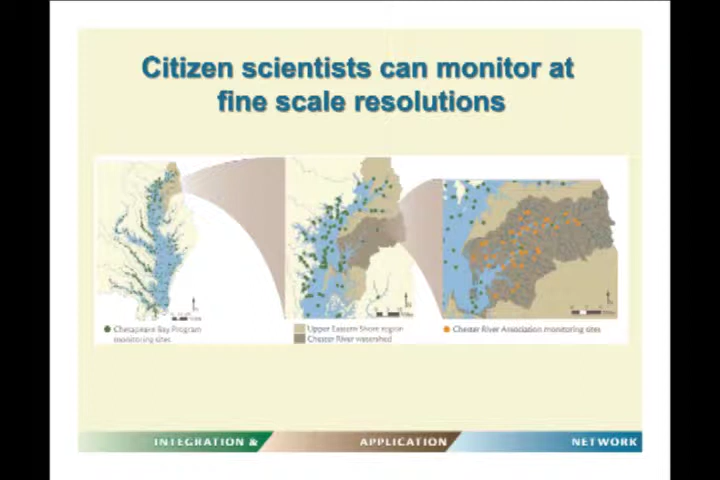 Citizen scientists can monitor at
fine scale resolutions
Chesapeake Bay Program
monitoring sites
Upper Eastern Shore region
Chester River watershed
Chester River Association monitoring sites
INTEGRATION &
APPLICATION
NETWORK